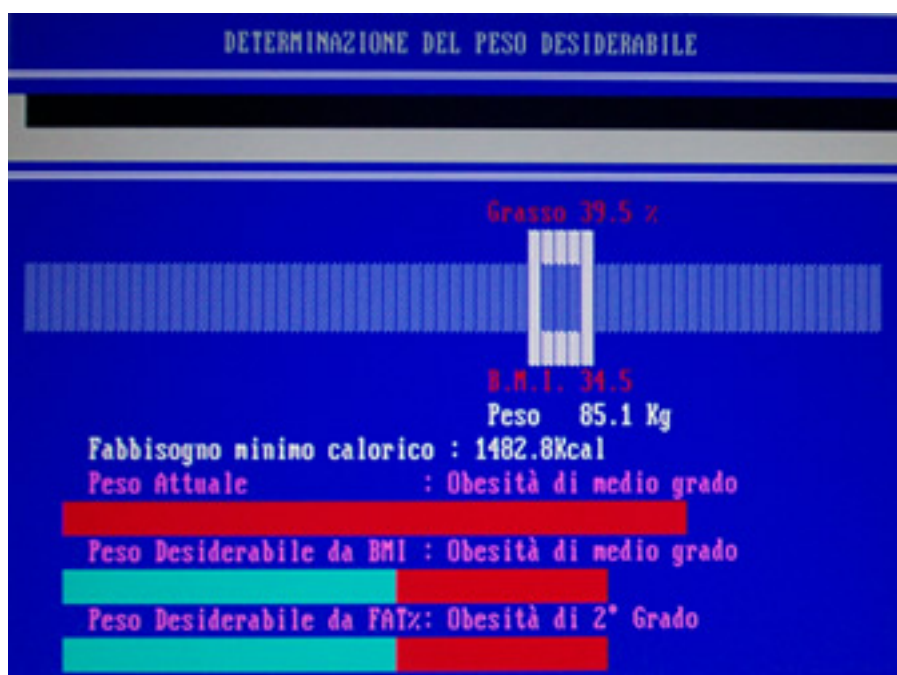 DETERMINAZIONE DEL PESO DESIDERABILE
Grasso 39.5 %
B.M.I. 34.5
Peso 85.1 Kg
Fabbisogno minimo calorico : 1482.8Kcal
Peso Attuale : Obesità di medio grado
Peso Desiderabile da BMI : Obesità di medio grado
Peso Desiderabile da FAT%: Obesità di 2° Grado